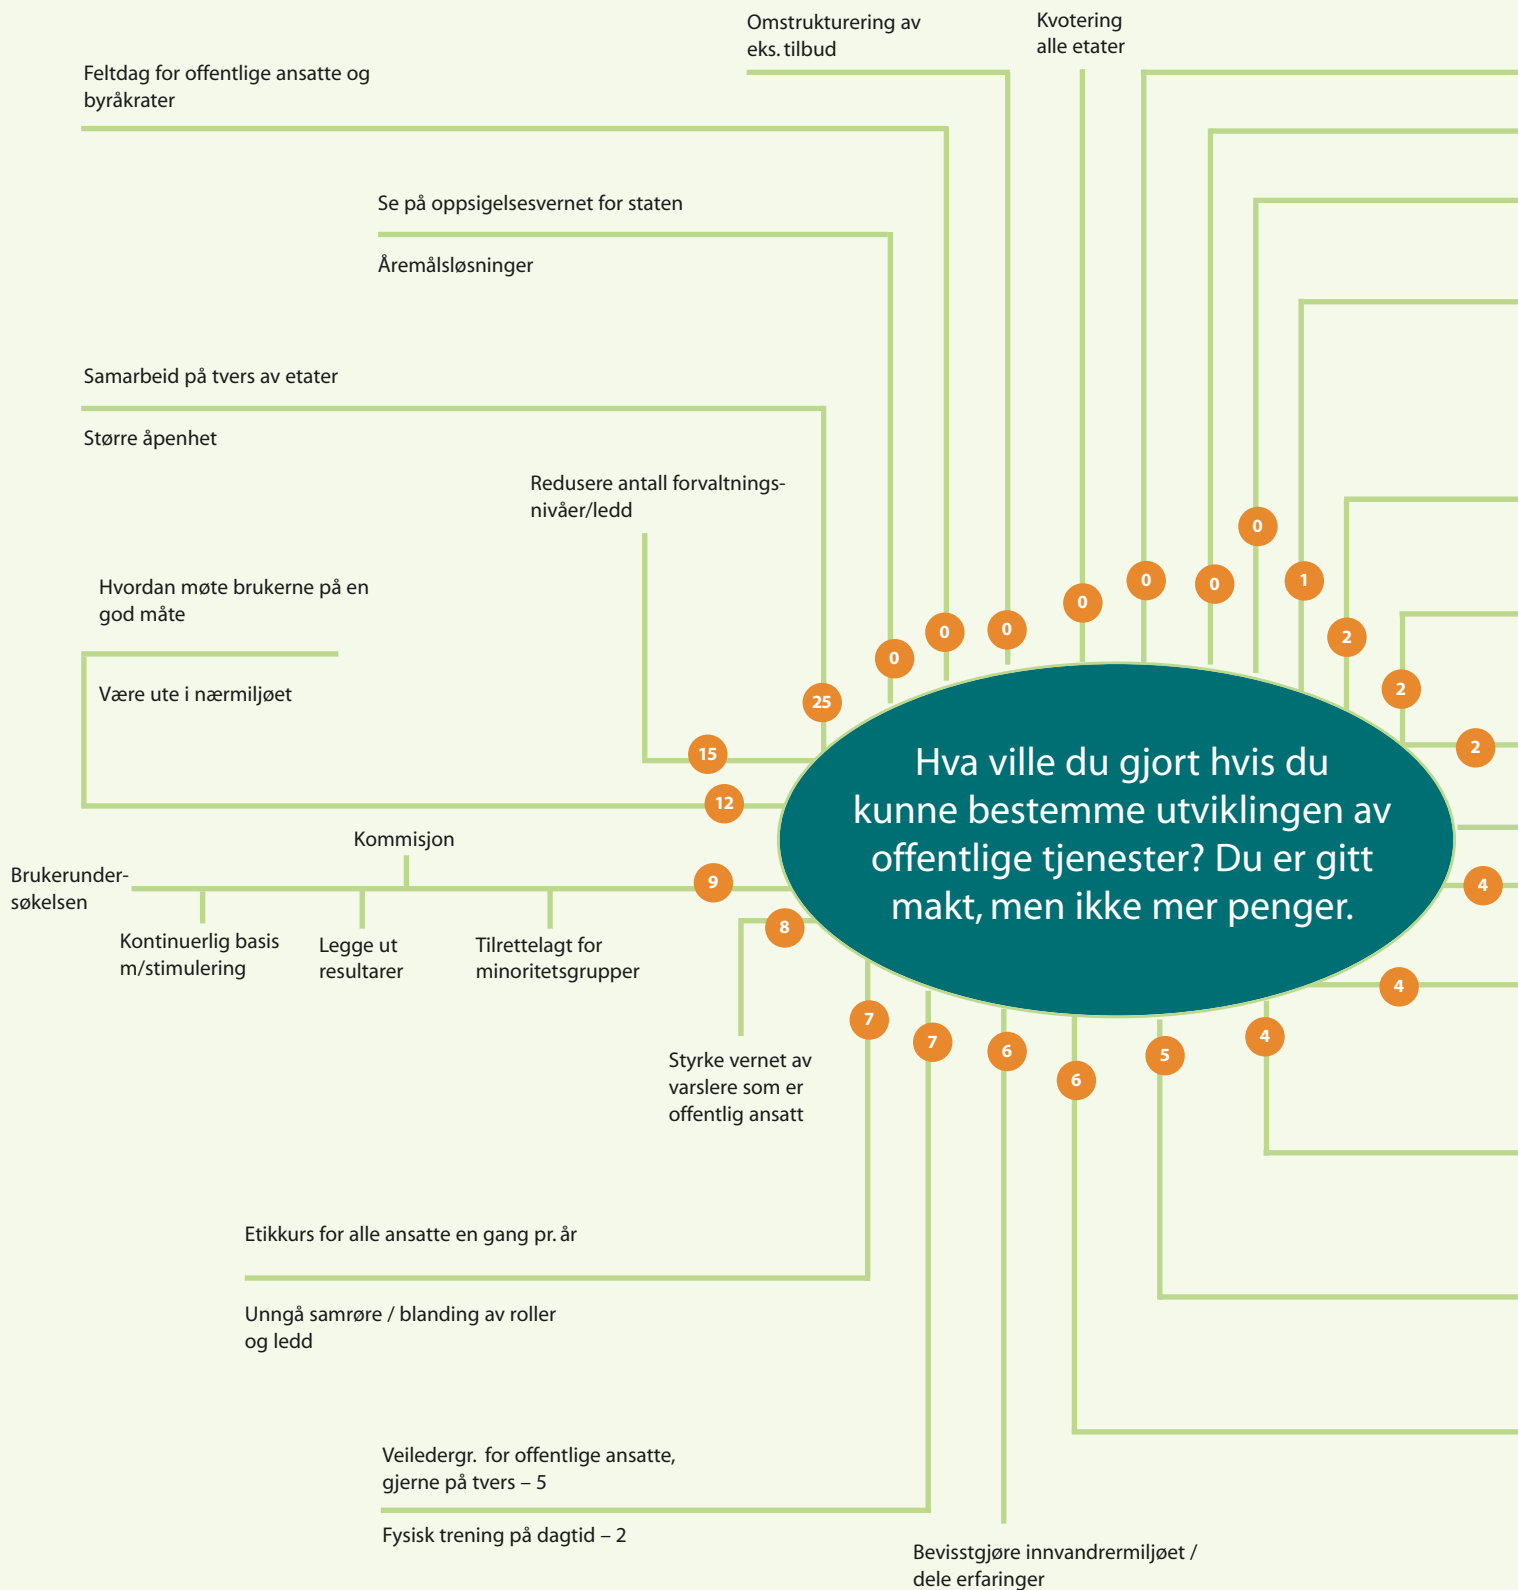 Omstrukturering av
eks. tilbud
Kvotering
alle etater
Feltdag for offentlige ansatte og
byråkrater
Se på oppsigelsesvernet for staten
Åremålsløsninger
Samarbeid på tvers av etater
Større åpenhet
Redusere antall forvaltnings-
nivåer/ledd
Hvordan møte brukerne på en
god måte
Være ute i nærmiljøet
0
0
0
0
0
0
0
1
2
2
2
25
15
12
Hva ville du gjort hvis du
kunne bestemme utviklingen av
offentlige tjenester? Du er gitt
makt, men ikke mer penger.
Kommisjon
Brukerunder-
søkelsen
9
4
8
Kontinuerlig basis
m/stimulering
Legge ut
resultarer
Tilrettelagt for
minoritetsgrupper
4
7
7
6
6
5
4
Styrke vernet av
varslere som er
offentlig ansatt
Etikkurs for alle ansatte en gang pr. år
Unngå samrøre / blanding av roller
og ledd
Veiledergr. for offentlige ansatte,
gjerne på tvers – 5
Fysisk trening på dagtid – 2
Bevisstgjøre innvandrermiljøet /
dele erfaringer